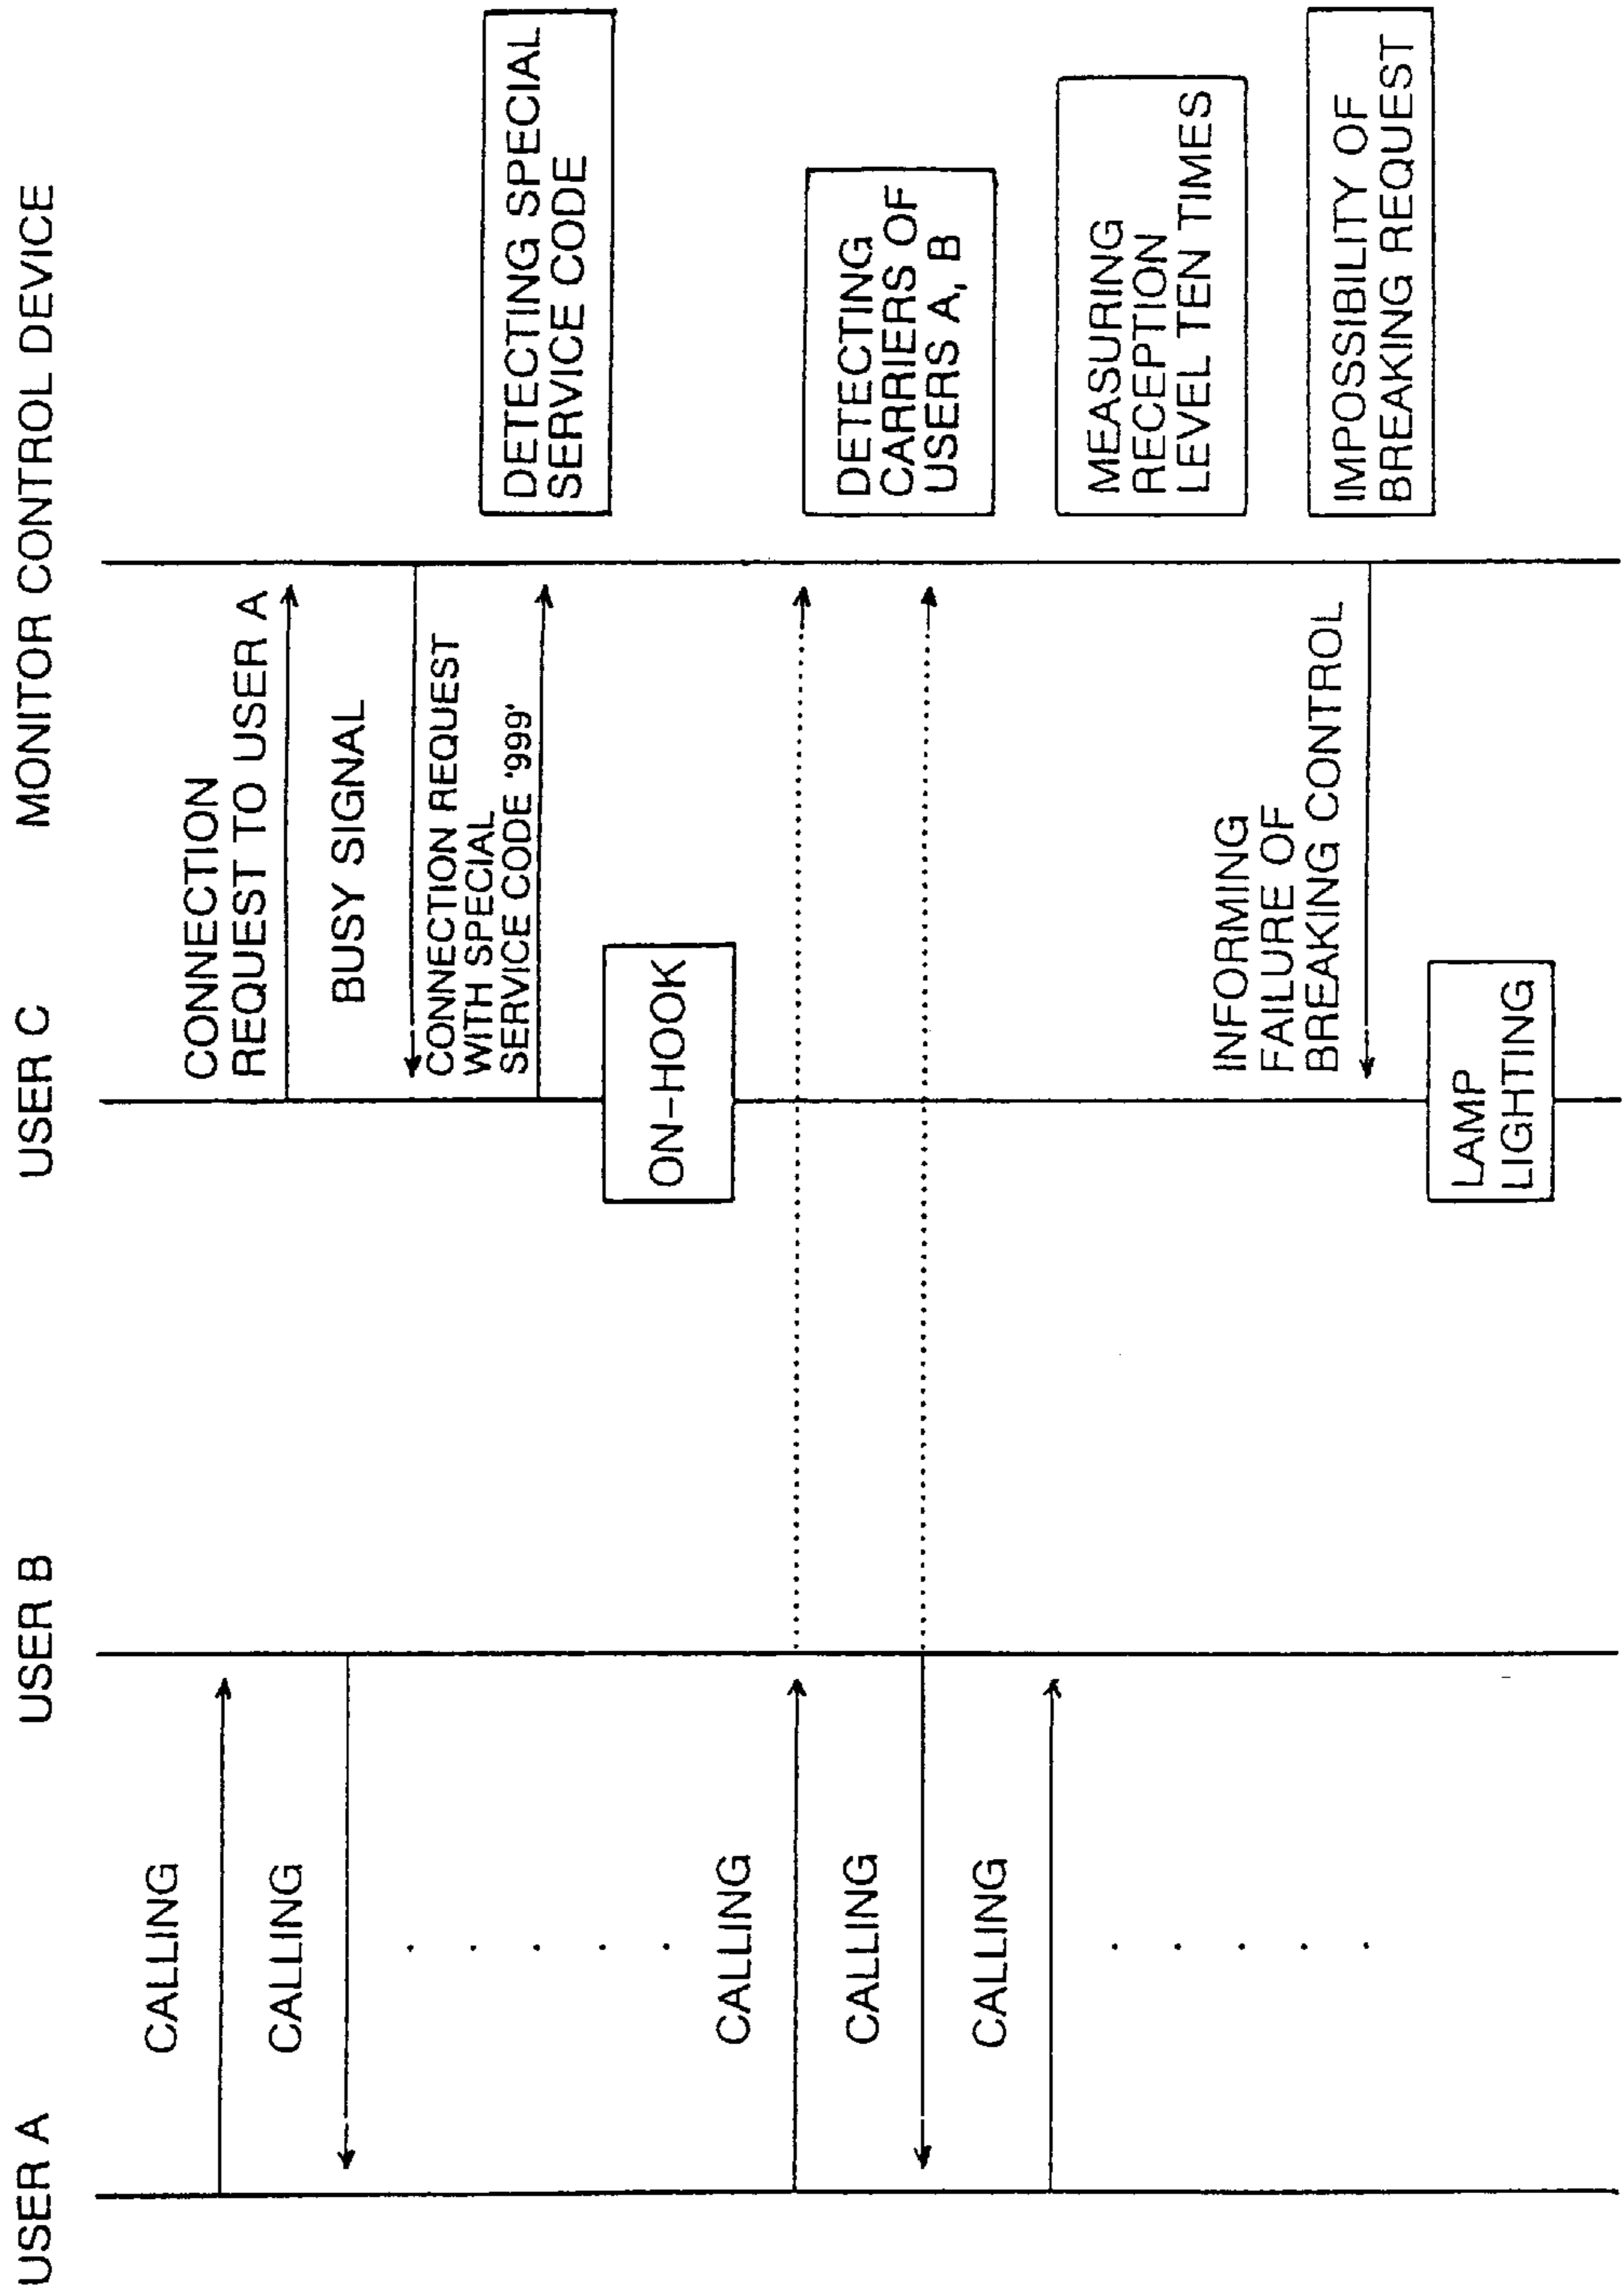 USER A
USER B
USER C
MONITOR CONTROL DEVICE
CALLING
CONNECTION
REQUEST TO USER A
CALLING
BUSY SIGNAL
CONNECTION REQUEST
WITH SPECIAL
SERVICE CODE '999'
DETECTING SPECIAL
SERVICE CODE
ON-HOOK
CALLING
CALLING
DETECTING
CARRIERS OF
USERS A, B
CALLING
MEASURING
RECEPTION
LEVEL TEN TIMES
INFORMING
FAILURE OF
BREAKING CONTROL
IMPOSSIBILITY OF
BREAKING REQUEST
LAMP
LIGHTING